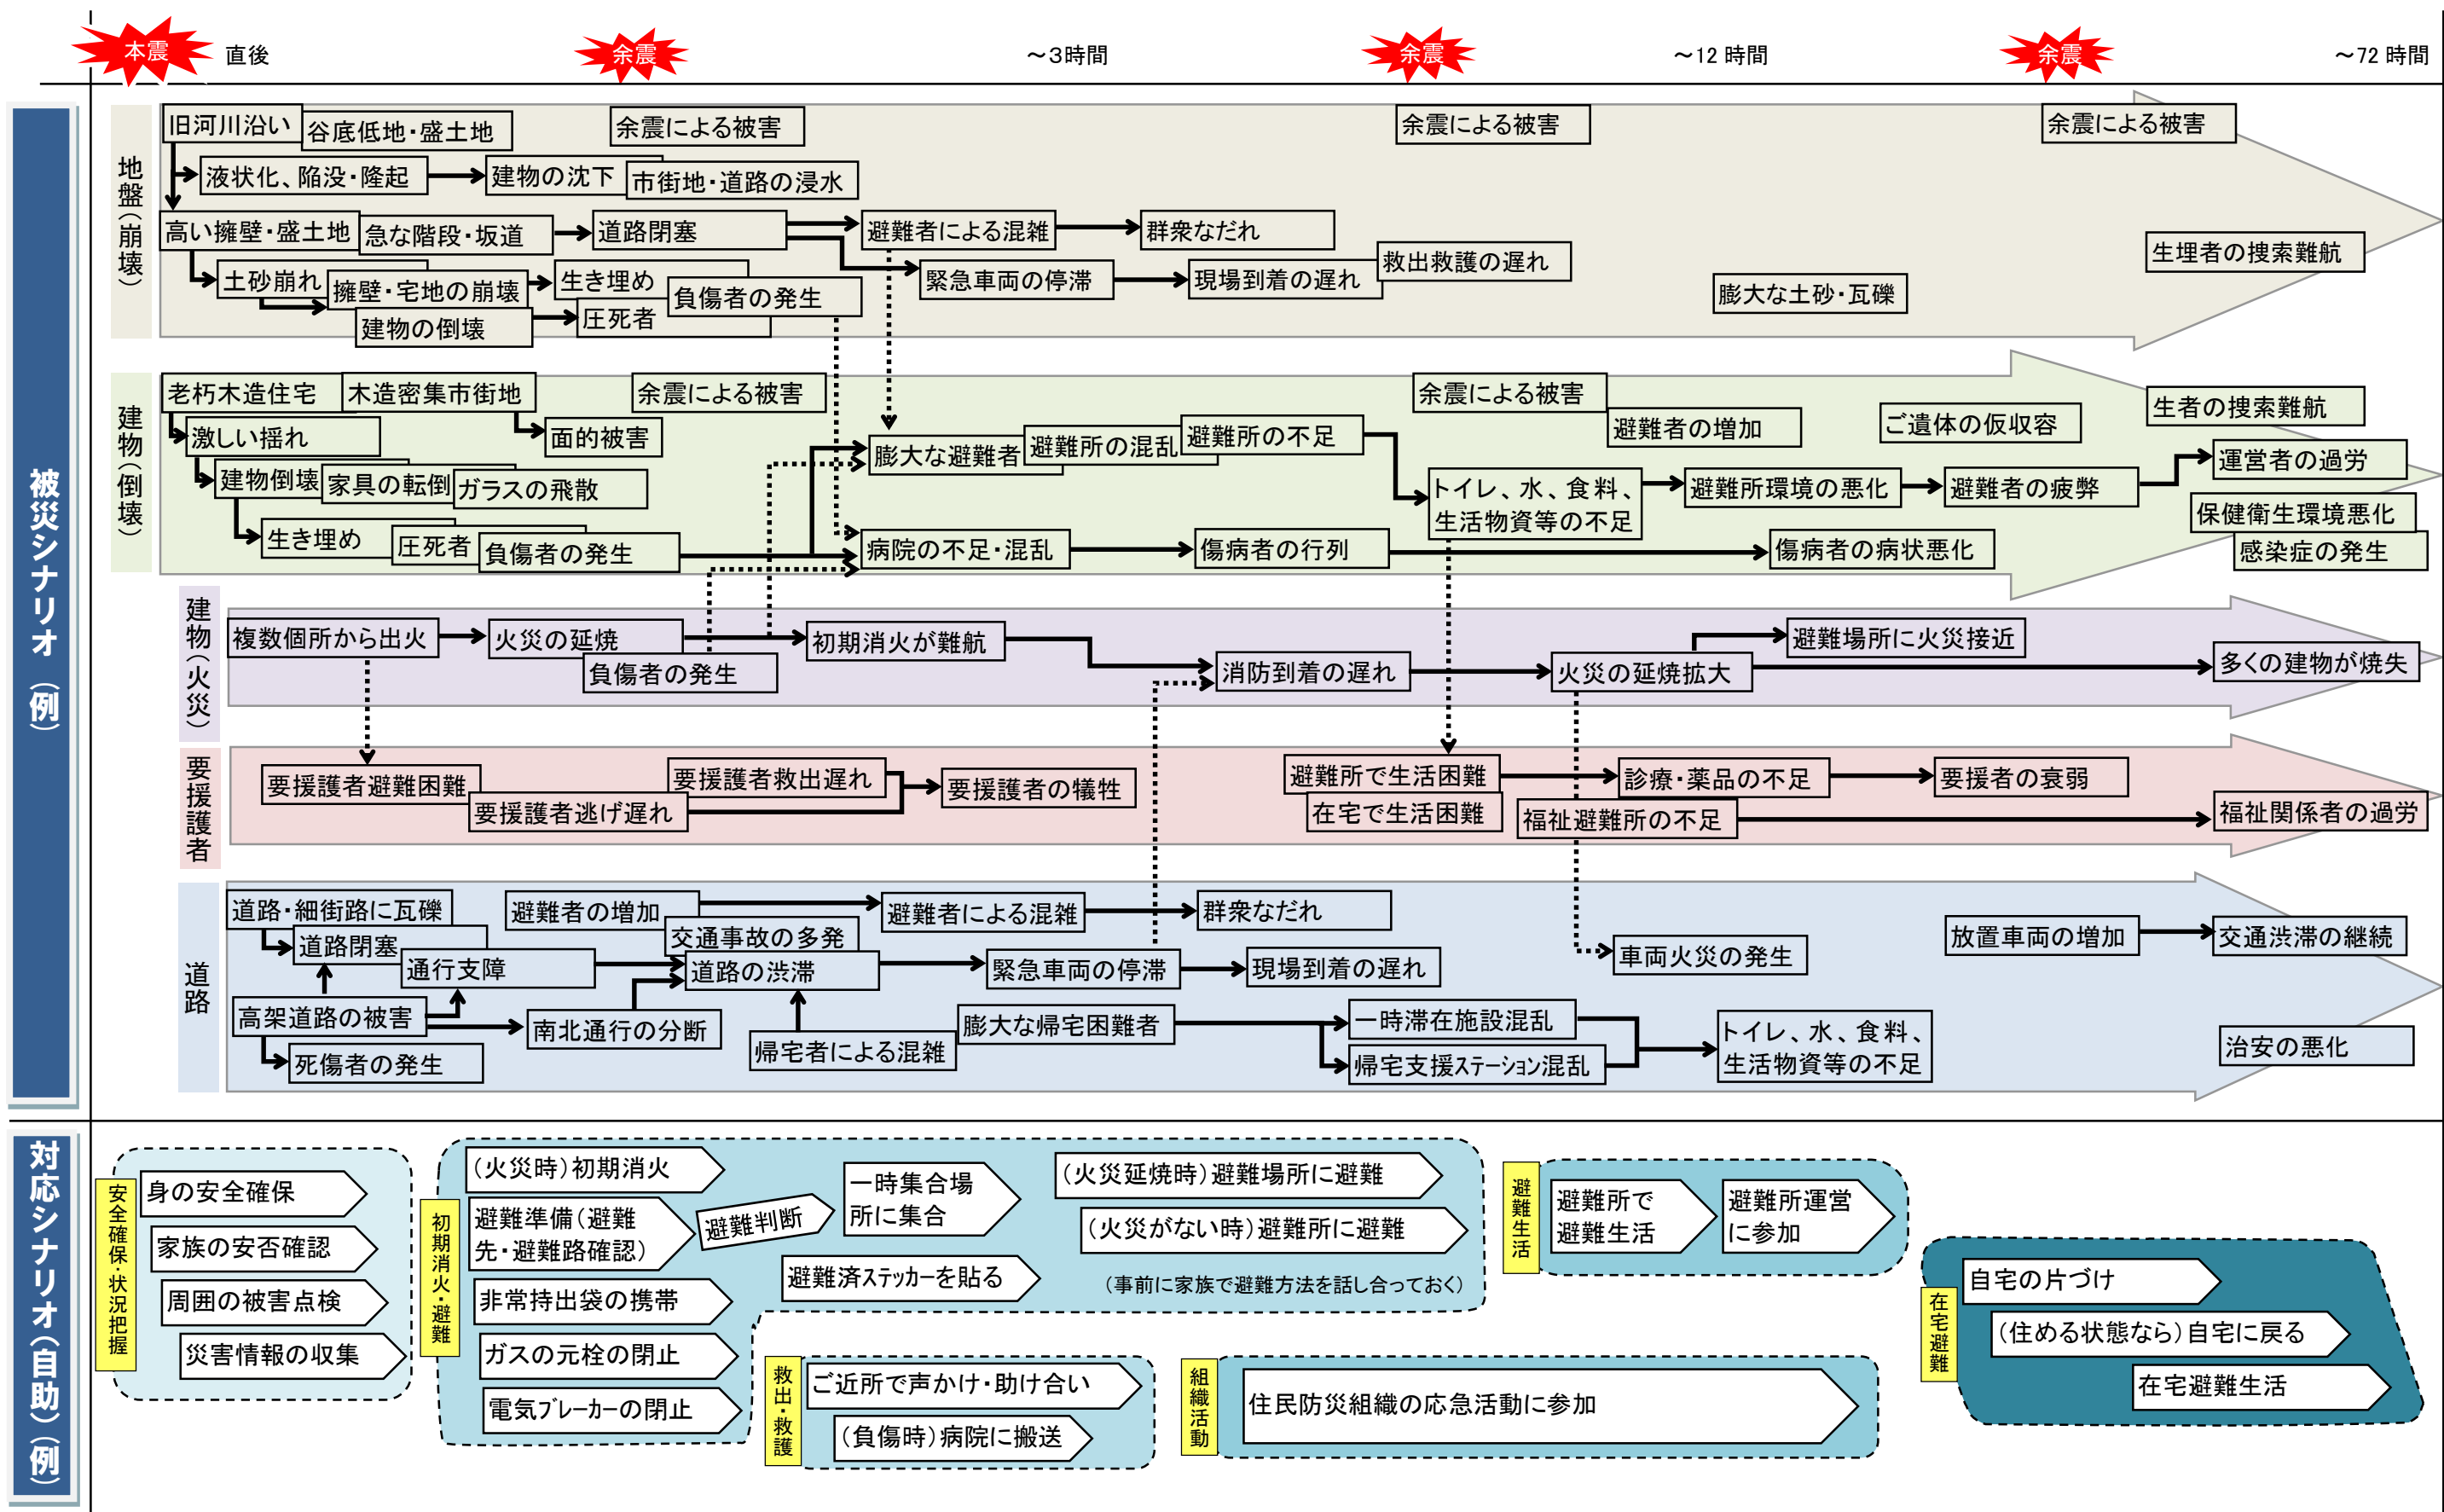 本震
直後
余震
～3時間
余震
～12時間
余震
～72時間
被災シナリオ（例）
地盤（崩壊）
旧河川沿い
谷底低地・盛土地
余震による被害
余震による被害
余震による被害
液状化、陥没・隆起
建物の沈下
市街地・道路の浸水
高い擁壁・盛土地
急な階段・坂道
道路閉塞
避難者による混雑
群衆なだれ
土砂崩れ
擁壁・宅地の崩壊
建物の倒壊
生き埋め
圧死者
負傷者の発生
緊急車両の停滞
現場到着の遅れ
救出救護の遅れ
膨大な土砂・瓦礫
生埋者の捜索難航
建物（倒壊）
老朽木造住宅
木造密集市街地
余震による被害
余震による被害
激しい揺れ
面的被害
建物倒壊
家具の転倒
ガラスの飛散
生き埋め
圧死者
負傷者の発生
膨大な避難者
避難所の混乱
避難所の不足
避難者の増加
ご遺体の仮収容
生者の捜索難航
トイレ、水、食料、
生活物資等の不足
避難所環境の悪化
避難者の疲弊
運営者の過労
病院の不足・混乱
傷病者の行列
傷病者の病状悪化
保健衛生環境悪化
感染症の発生
建物（火災）
複数個所から出火
火災の延焼
負傷者の発生
初期消火が難航
消防到着の遅れ
火災の延焼拡大
避難場所に火災接近
多くの建物が焼失
要援護者
要援護者避難困難
要援護者逃げ遅れ
要援護者救出遅れ
要援護者の犠牲
避難所で生活困難
在宅で生活困難
診療・薬品の不足
福祉避難所の不足
要援者の衰弱
福祉関係者の過労
道路
道路・細街路に瓦礫
道路閉塞
通行支障
避難者の増加
交通事故の多発
道路の渋滞
避難者による混雑
群衆なだれ
緊急車両の停滞
現場到着の遅れ
車両火災の発生
放置車両の増加
交通渋滞の継続
高架道路の被害
死傷者の発生
南北通行の分断
帰宅者による混雑
膨大な帰宅困難者
一時滞在施設混乱
帰宅支援ステーション混乱
トイレ、水、食料、
生活物資等の不足
治安の悪化
対応シナリオ（自助）（例）
安全確保・状況把握
身の安全確保
家族の安否確認
周囲の被害点検
災害情報の収集
初期消火・避難
（火災時）初期消火
避難準備（避難
先・避難路確認）
非常持出袋の携帯
ガスの元栓の閉止
電気ブレーカーの閉止
避難判断
一時集合場
所に集合
避難済ステッカーを貼る
（火災延焼時）避難場所に避難
（火災がない時）避難所に避難
（事前に家族で避難方法を話し合っておく）
救出・救護
ご近所で声かけ・助け合い
（負傷時）病院に搬送
組織活動
住民防災組織の応急活動に参加
避難生活
避難所で
避難生活
避難所運営
に参加
在宅避難
自宅の片づけ
（住める状態なら）自宅に戻る
在宅避難生活